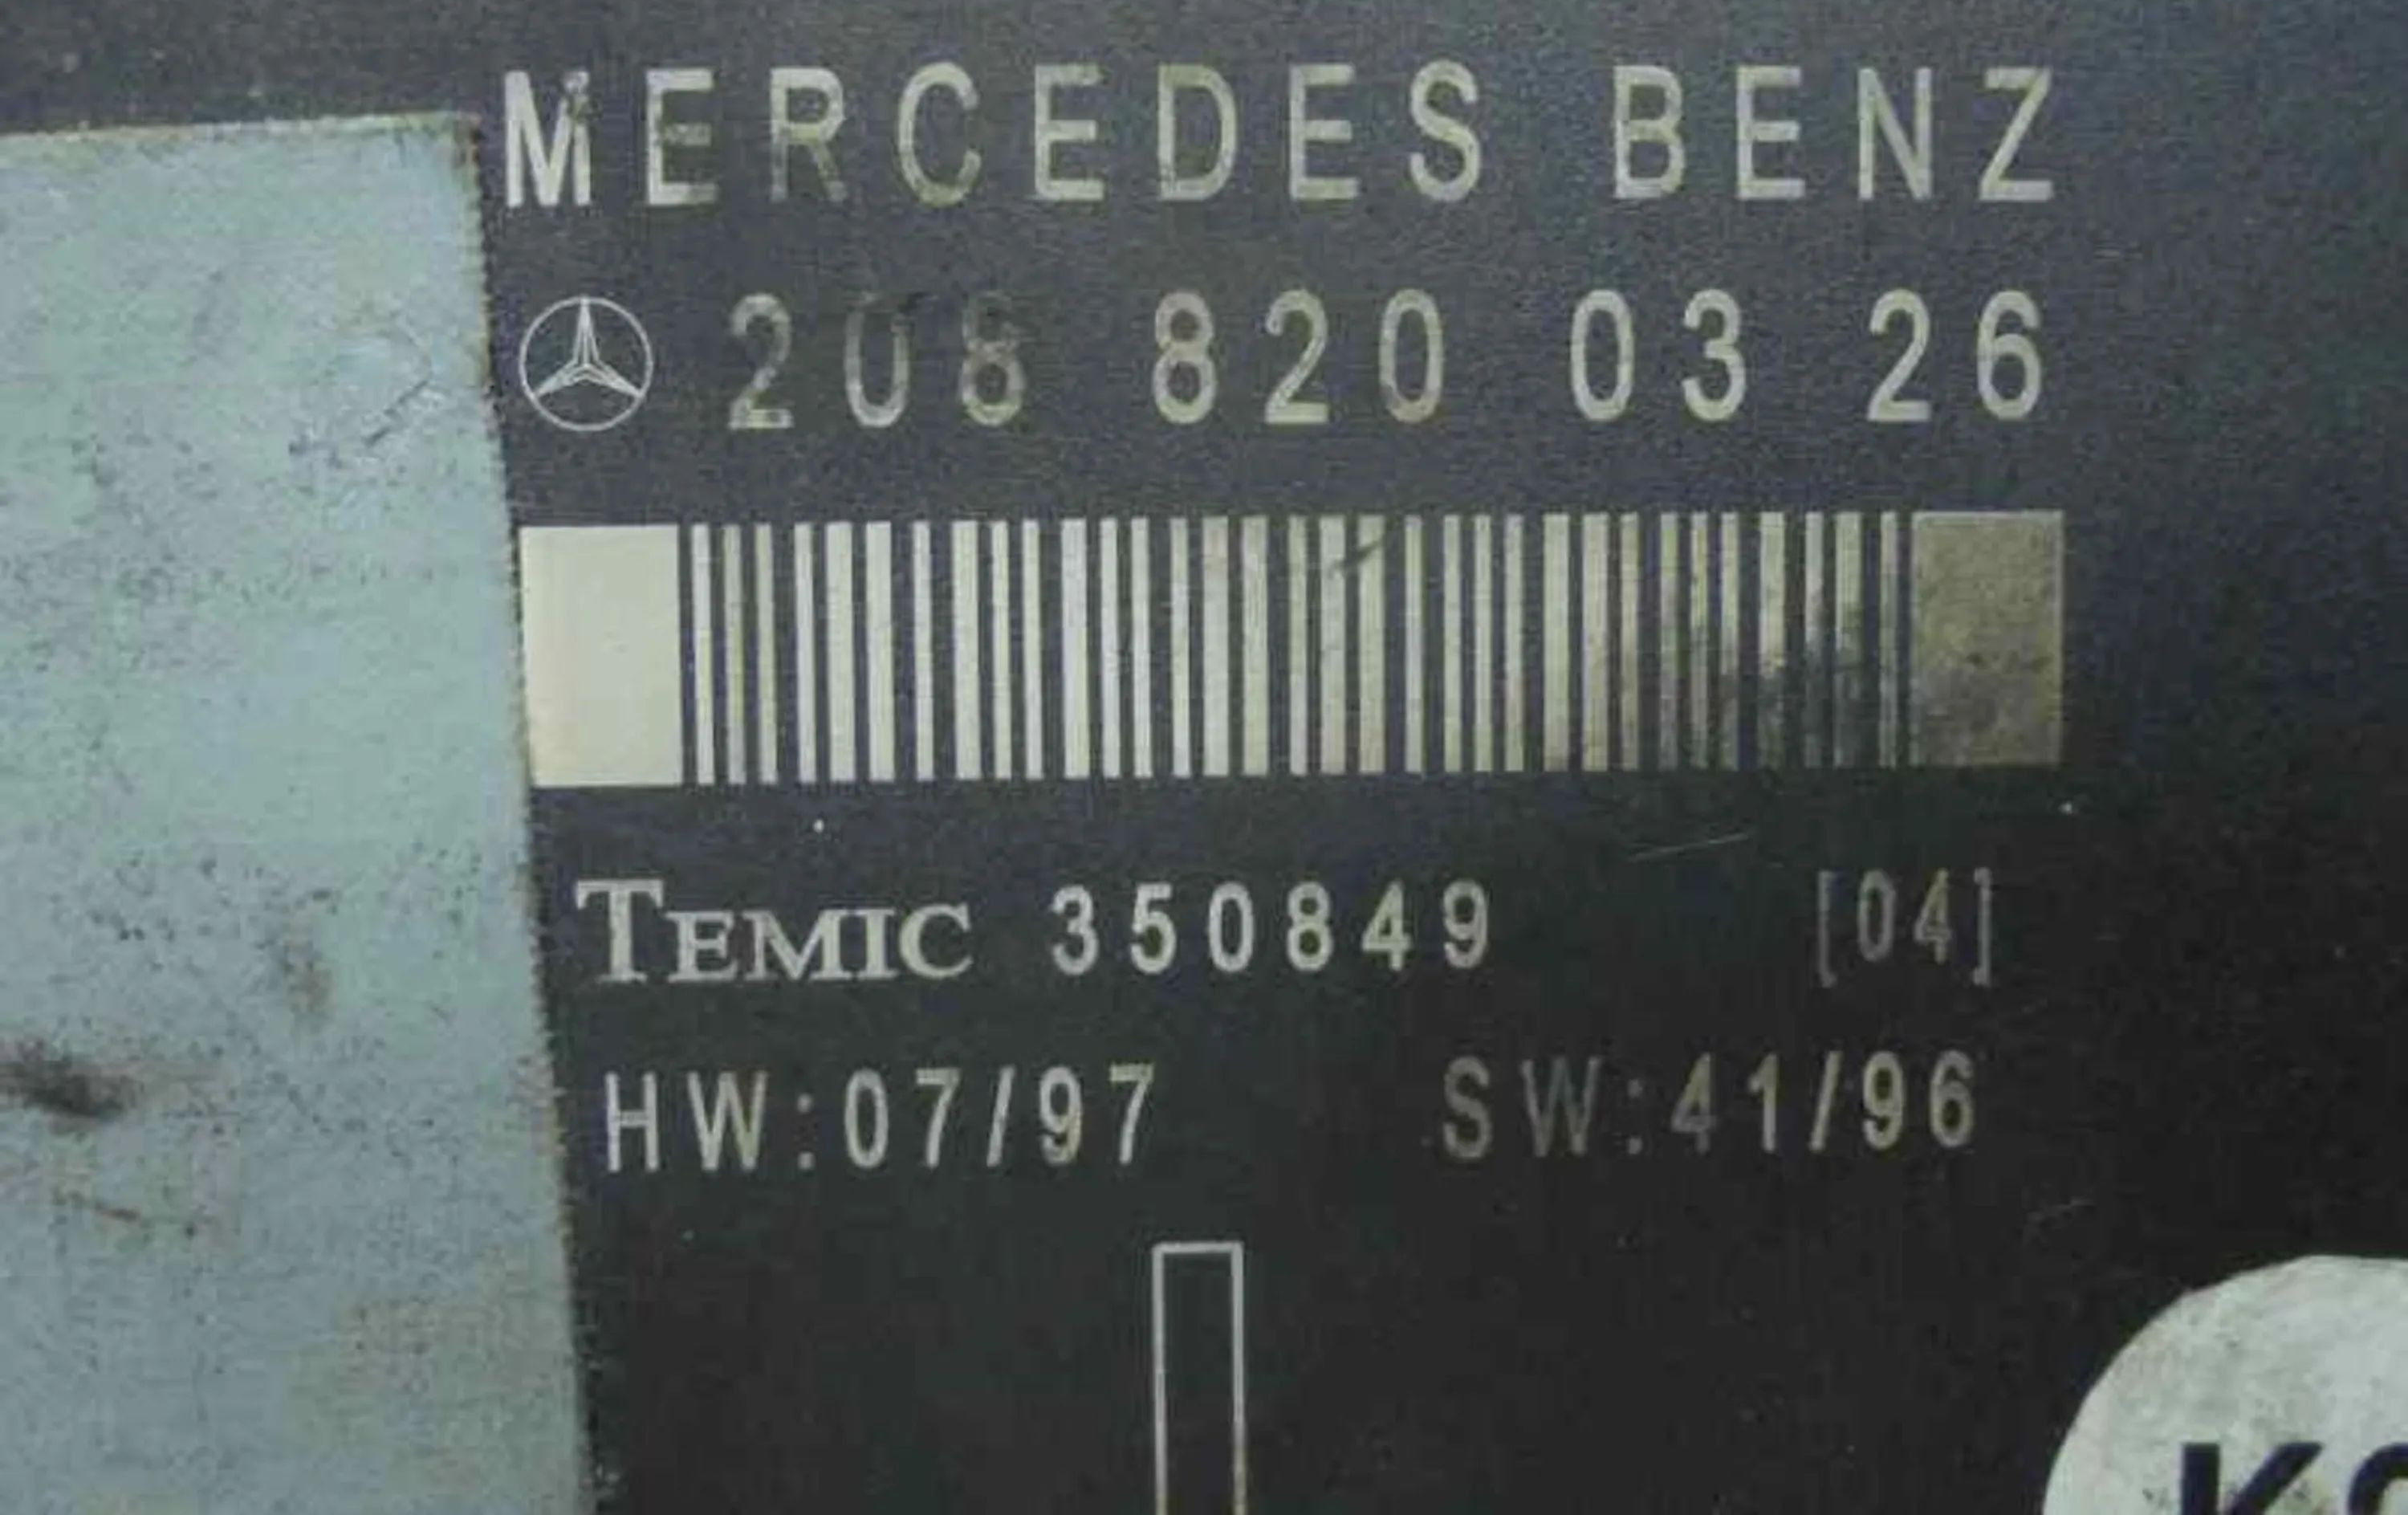 MERCEDES BENZ
208 820 03 26
TEMIC 350849 [04]
HW:07/97 SW:41/96